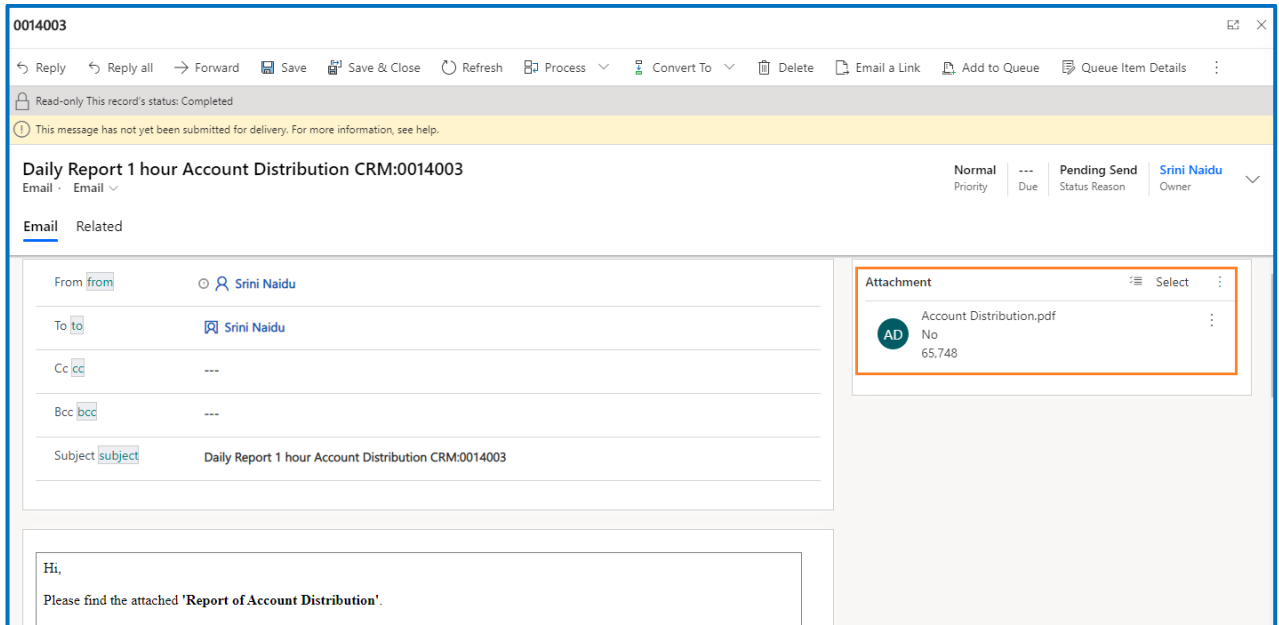 0014003
Reply Reply all Forward Save Save & Close Refresh Process Convert To Delete Email a Link Add to Queue Queue Item Details
Read-only This record's status: Completed
This message has not yet been submitted for delivery. For more information, see help.
Daily Report 1 hour Account Distribution CRM:0014003
Email · Email
Normal --- Pending Send Srini Naidu
Priority Due Status Reason Owner
Email Related
From from Srini Naidu
To to Srini Naidu
Cc cc ---
Bcc bcc ---
Subject subject Daily Report 1 hour Account Distribution CRM:0014003
Attachment Select
AD
Account Distribution.pdf
No
65,748
Hi,
Please find the attached 'Report of Account Distribution'.